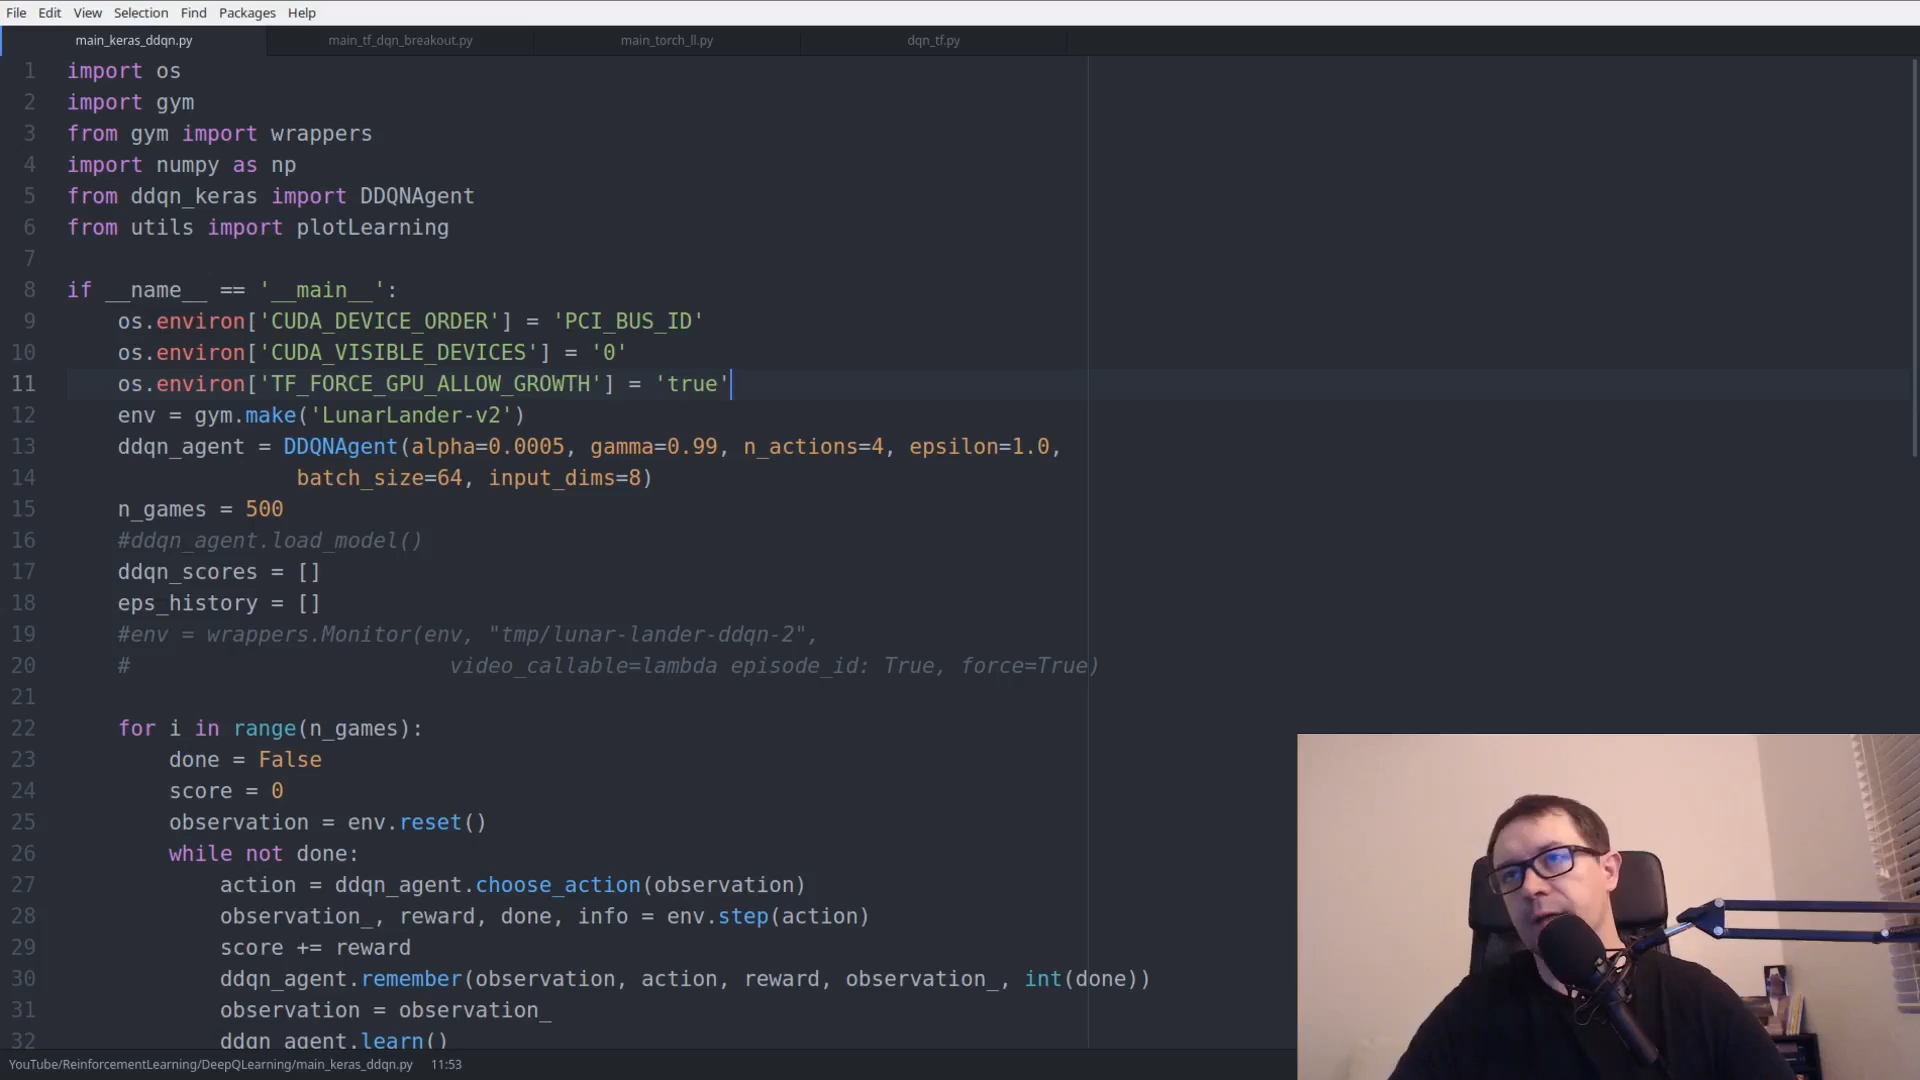 File Edit View Selection Find Packages Help
main_keras_ddqn.py main_tf_dqn_breakout.py main_torch_ll.py dqn_tf.py
1 import os
2 import gym
3 from gym import wrappers
4 import numpy as np
5 from ddqn_keras import DDQNAgent
6 from utils import plotLearning
7
8 if __name__ == '__main__':
9 os.environ['CUDA_DEVICE_ORDER'] = 'PCI_BUS_ID'
10 os.environ['CUDA_VISIBLE_DEVICES'] = '0'
11 os.environ['TF_FORCE_GPU_ALLOW_GROWTH'] = 'true'
12 env = gym.make('LunarLander-v2')
13 ddqn_agent = DDQNAgent(alpha=0.0005, gamma=0.99, n_actions=4, epsilon=1.0,
14 batch_size=64, input_dims=8)
15 n_games = 500
16 #ddqn_agent.load_model()
17 ddqn_scores = []
18 eps_history = []
19 #env = wrappers.Monitor(env, "tmp/lunar-lander-ddqn-2",
20 # video_callable=lambda episode_id: True, force=True)
21
22 for i in range(n_games):
23 done = False
24 score = 0
25 observation = env.reset()
26 while not done:
27 action = ddqn_agent.choose_action(observation)
28 observation_, reward, done, info = env.step(action)
29 score += reward
30 ddqn_agent.remember(observation, action, reward, observation_, int(done))
31 observation = observation_
32 ddqn_agent.learn()
YouTube/ReinforcementLearning/DeepQLearning/main_keras_ddqn.py 11:53